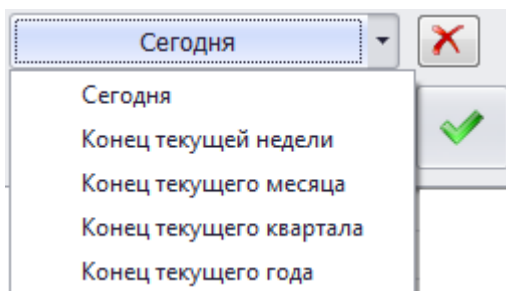 Сегодня
Сегодня
Конец текущей недели
Конец текущего месяца
Конец текущего квартала
Конец текущего года